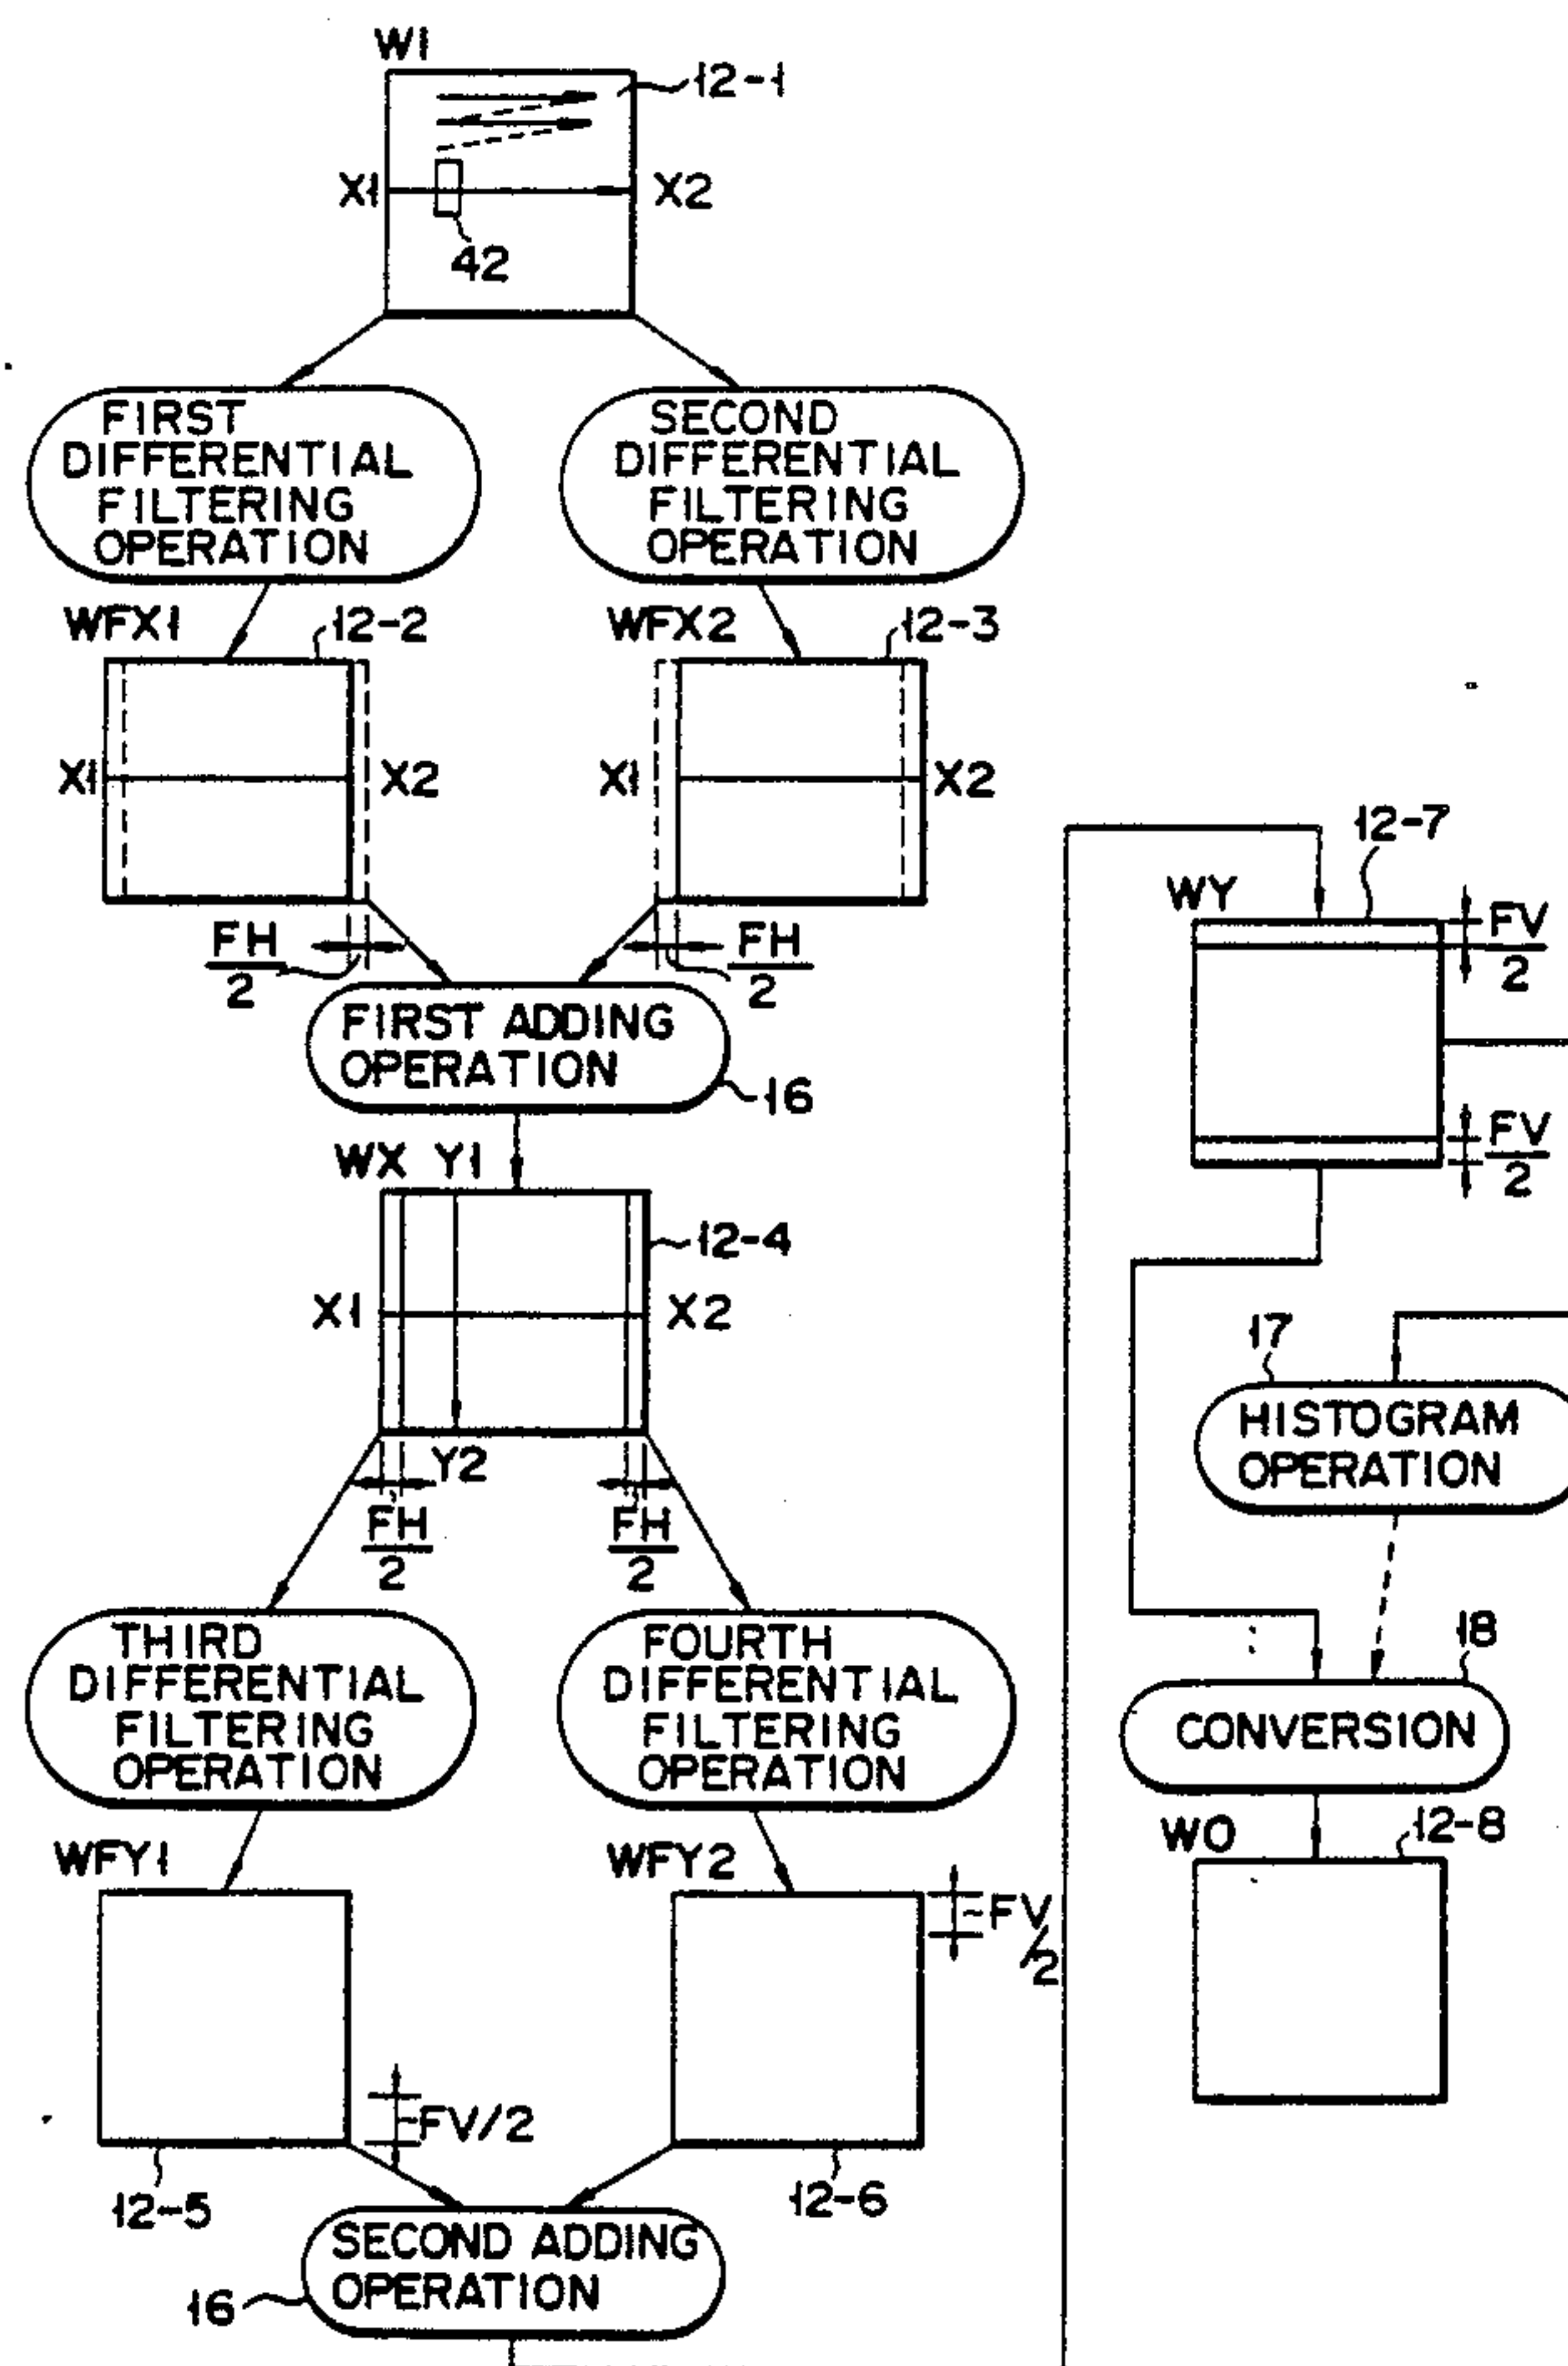 WI
12-1
X1
X2
42
FIRST
DIFFERENTIAL
FILTERING
OPERATION
SECOND
DIFFERENTIAL
FILTERING
OPERATION
WFX1
12-2
WFX2
12-3
X1
X2
X1
X2
FH
2
FH
2
FIRST ADDING
OPERATION
16
WX Y1
12-4
X1
X2
Y2
FH
2
FH
2
THIRD
DIFFERENTIAL
FILTERING
OPERATION
FOURTH
DIFFERENTIAL
FILTERING
OPERATION
WFY1
WFY2
FV
/2
FV/2
12-5
12-6
SECOND ADDING
OPERATION
16
12-7
WY
FV
2
FV
2
17
HISTOGRAM
OPERATION
18
CONVERSION
WO
12-8